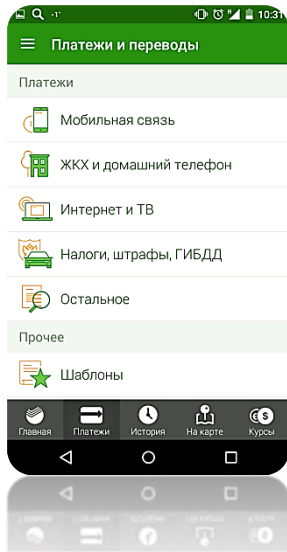 -1° 10:31
Платежи и переводы
Платежи
Мобильная связь
ЖКХ и домашний телефон
Интернет и ТВ
Налоги, штрафы, ГИБДД
Остальное
Прочее
Шаблоны
Главная Платежи История На карте Курсы